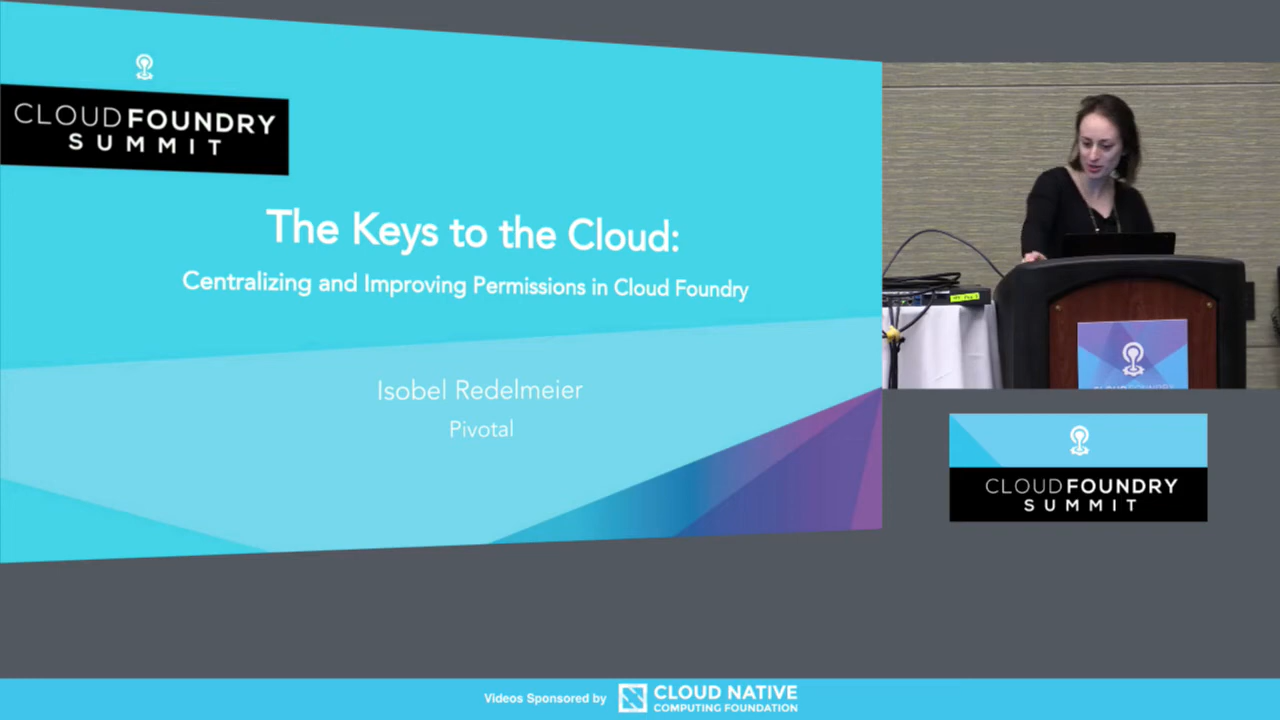 CLOUDFOUNDRY
SUMMIT
The Keys to the Cloud:
Centralizing and Improving Permissions in Cloud Foundry
Isobel Redelmeier
Pivotal
CLOUDFOUNDRY
SUMMIT
Videos Sponsored by
CLOUD NATIVE
COMPUTING FOUNDATION